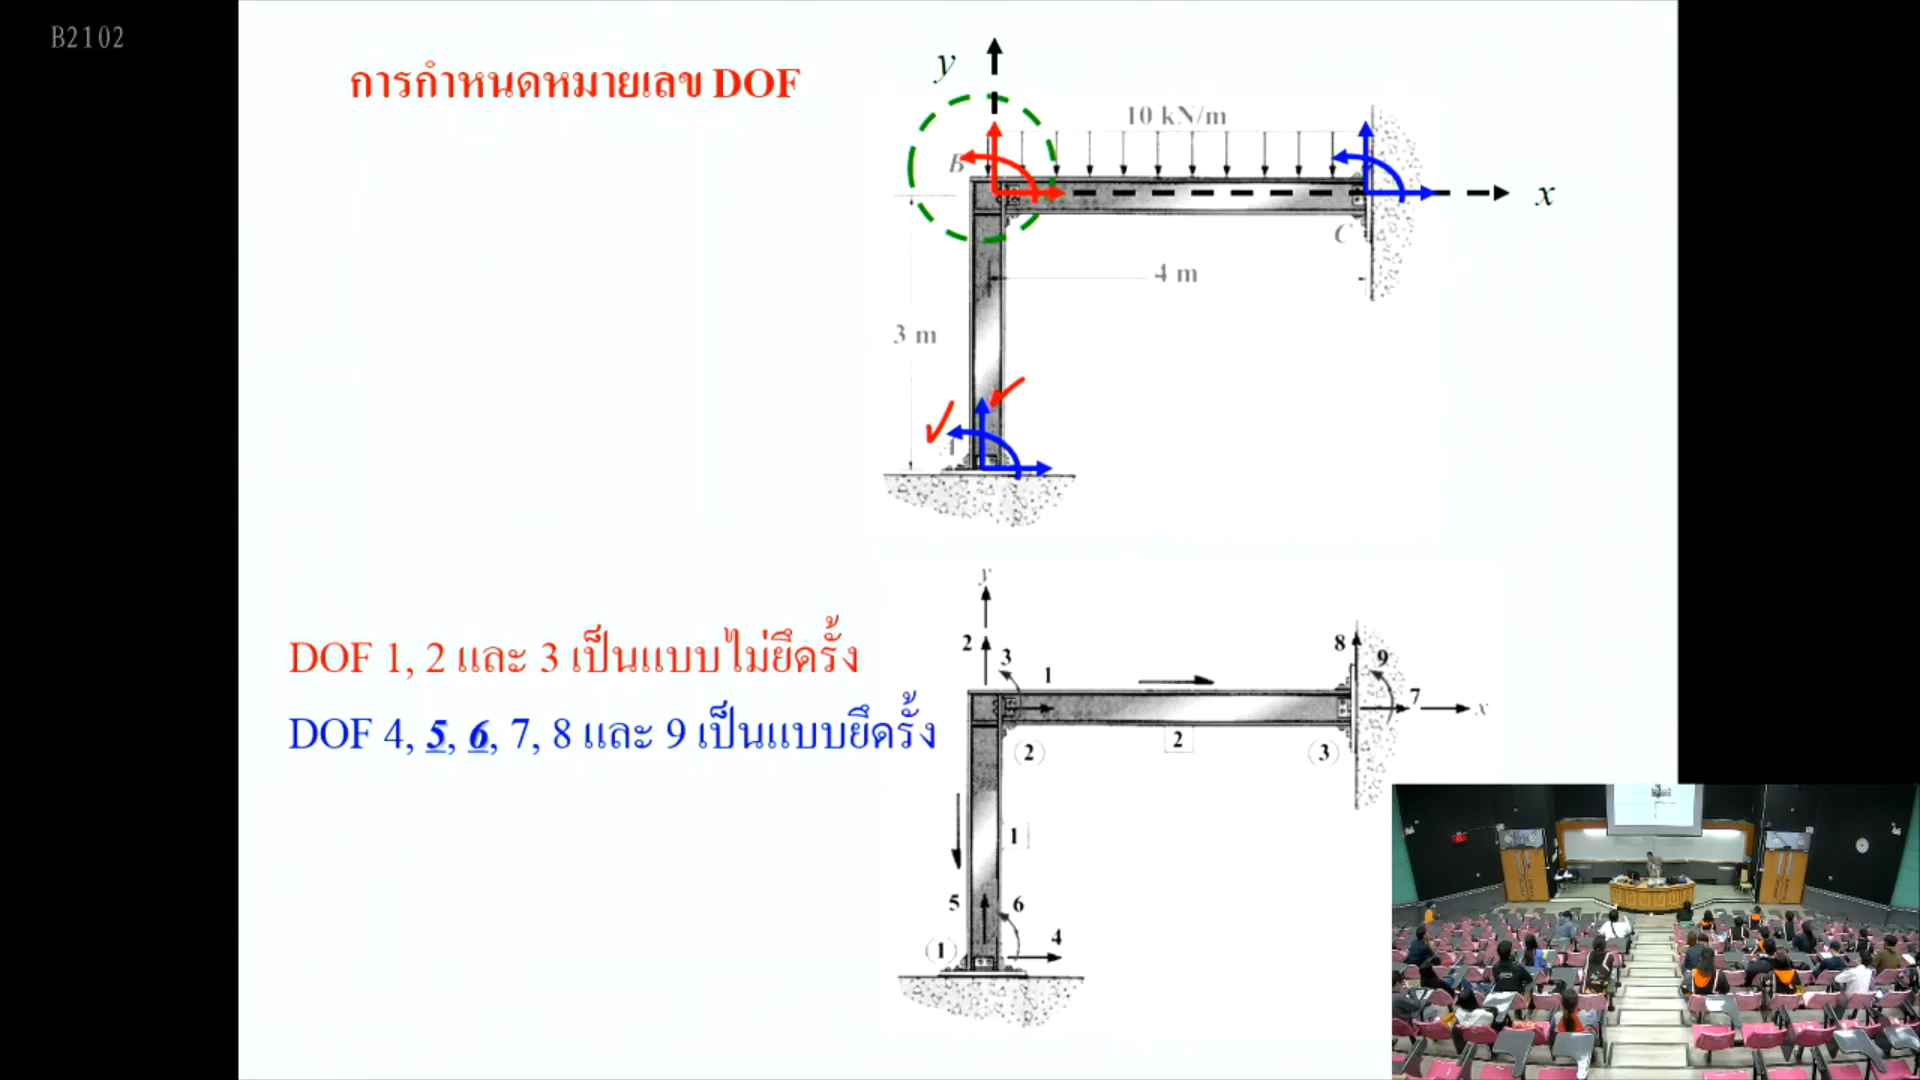 B2102
การกำหนดหมายเลข DOF
y
10 kN/m
B
x
C
4 m
3 m
A
DOF 1, 2 และ 3 เป็นแบบไม่ยึดรั้ง
DOF 4, 5, 6, 7, 8 และ 9 เป็นแบบยึดรั้ง
y
2
3
1
8
9
7
x
2
2
3
1
5
6
4
1